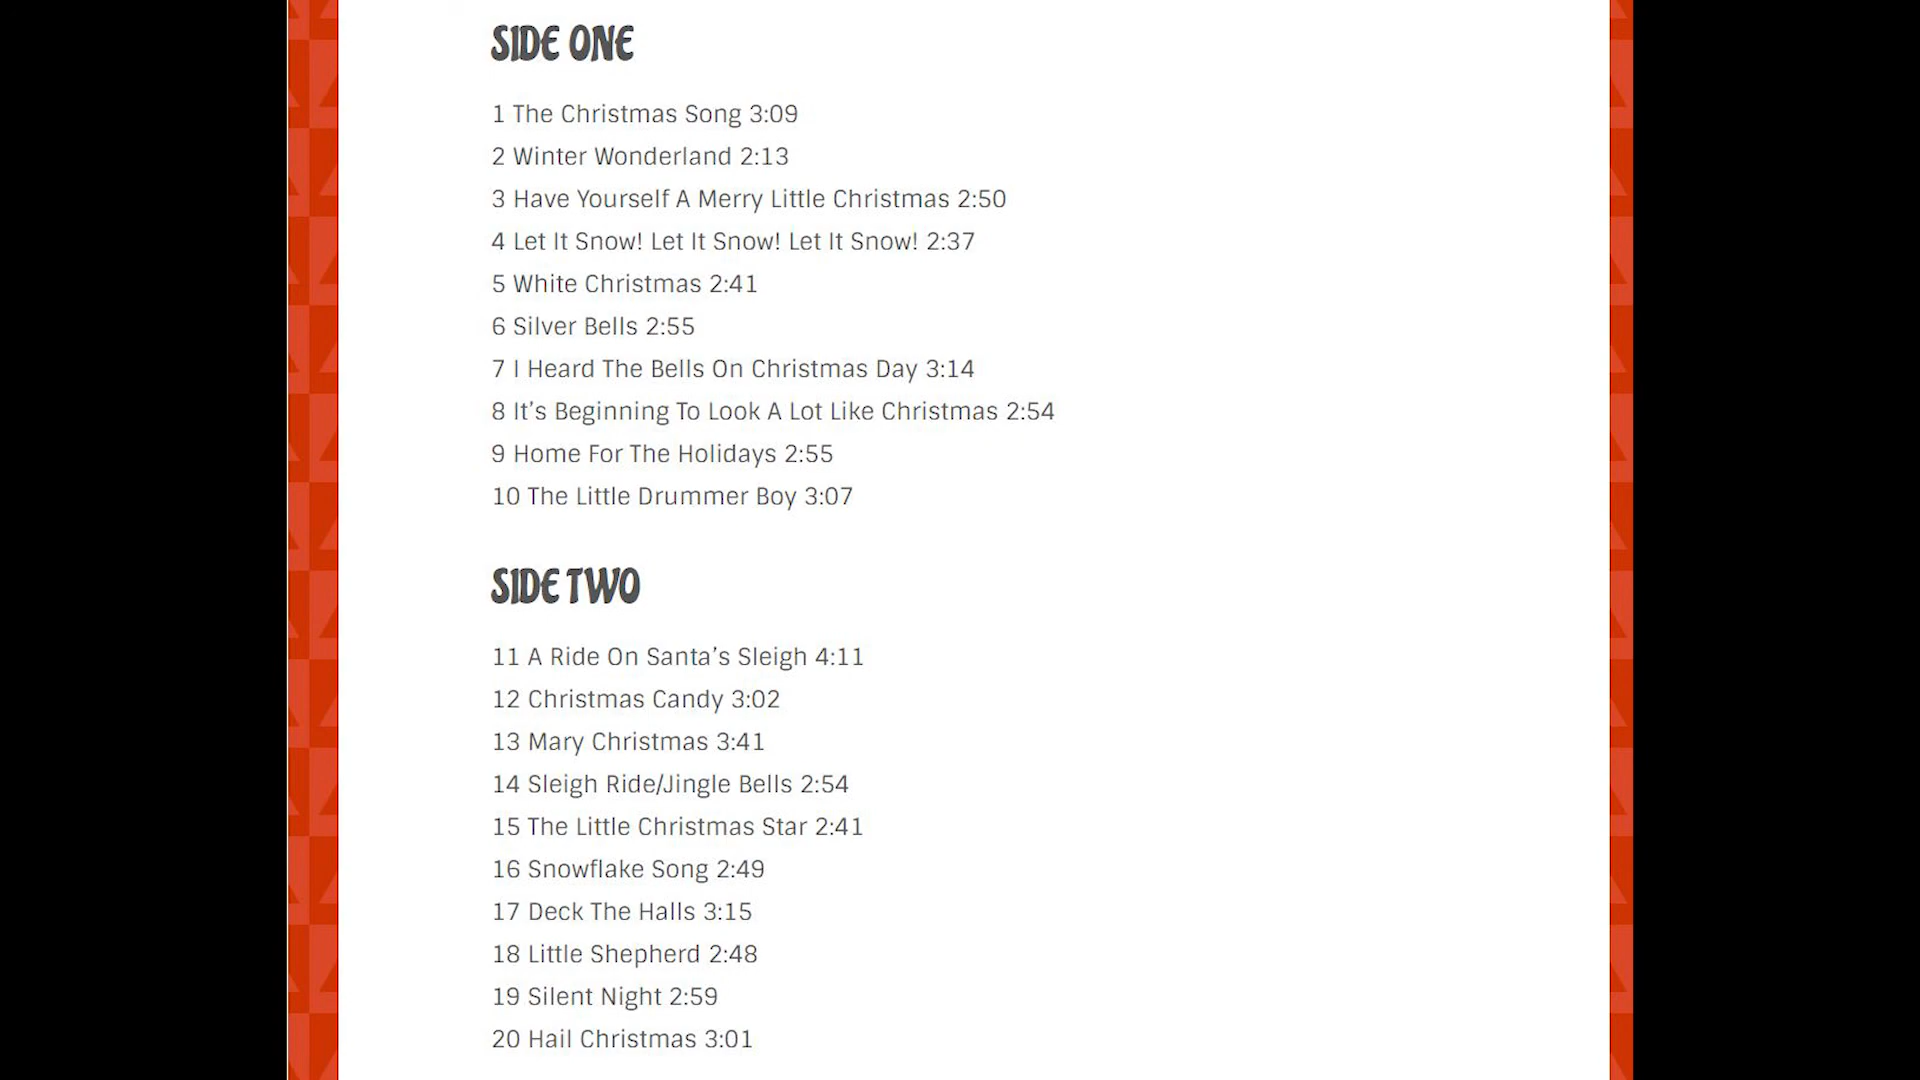 SIDE ONE
1 The Christmas Song 3:09
2 Winter Wonderland 2:13
3 Have Yourself A Merry Little Christmas 2:50
4 Let It Snow! Let It Snow! Let It Snow! 2:37
5 White Christmas 2:41
6 Silver Bells 2:55
7 I Heard The Bells On Christmas Day 3:14
8 It’s Beginning To Look A Lot Like Christmas 2:54
9 Home For The Holidays 2:55
10 The Little Drummer Boy 3:07
SIDE TWO
11 A Ride On Santa’s Sleigh 4:11
12 Christmas Candy 3:02
13 Mary Christmas 3:41
14 Sleigh Ride/Jingle Bells 2:54
15 The Little Christmas Star 2:41
16 Snowflake Song 2:49
17 Deck The Halls 3:15
18 Little Shepherd 2:48
19 Silent Night 2:59
20 Hail Christmas 3:01